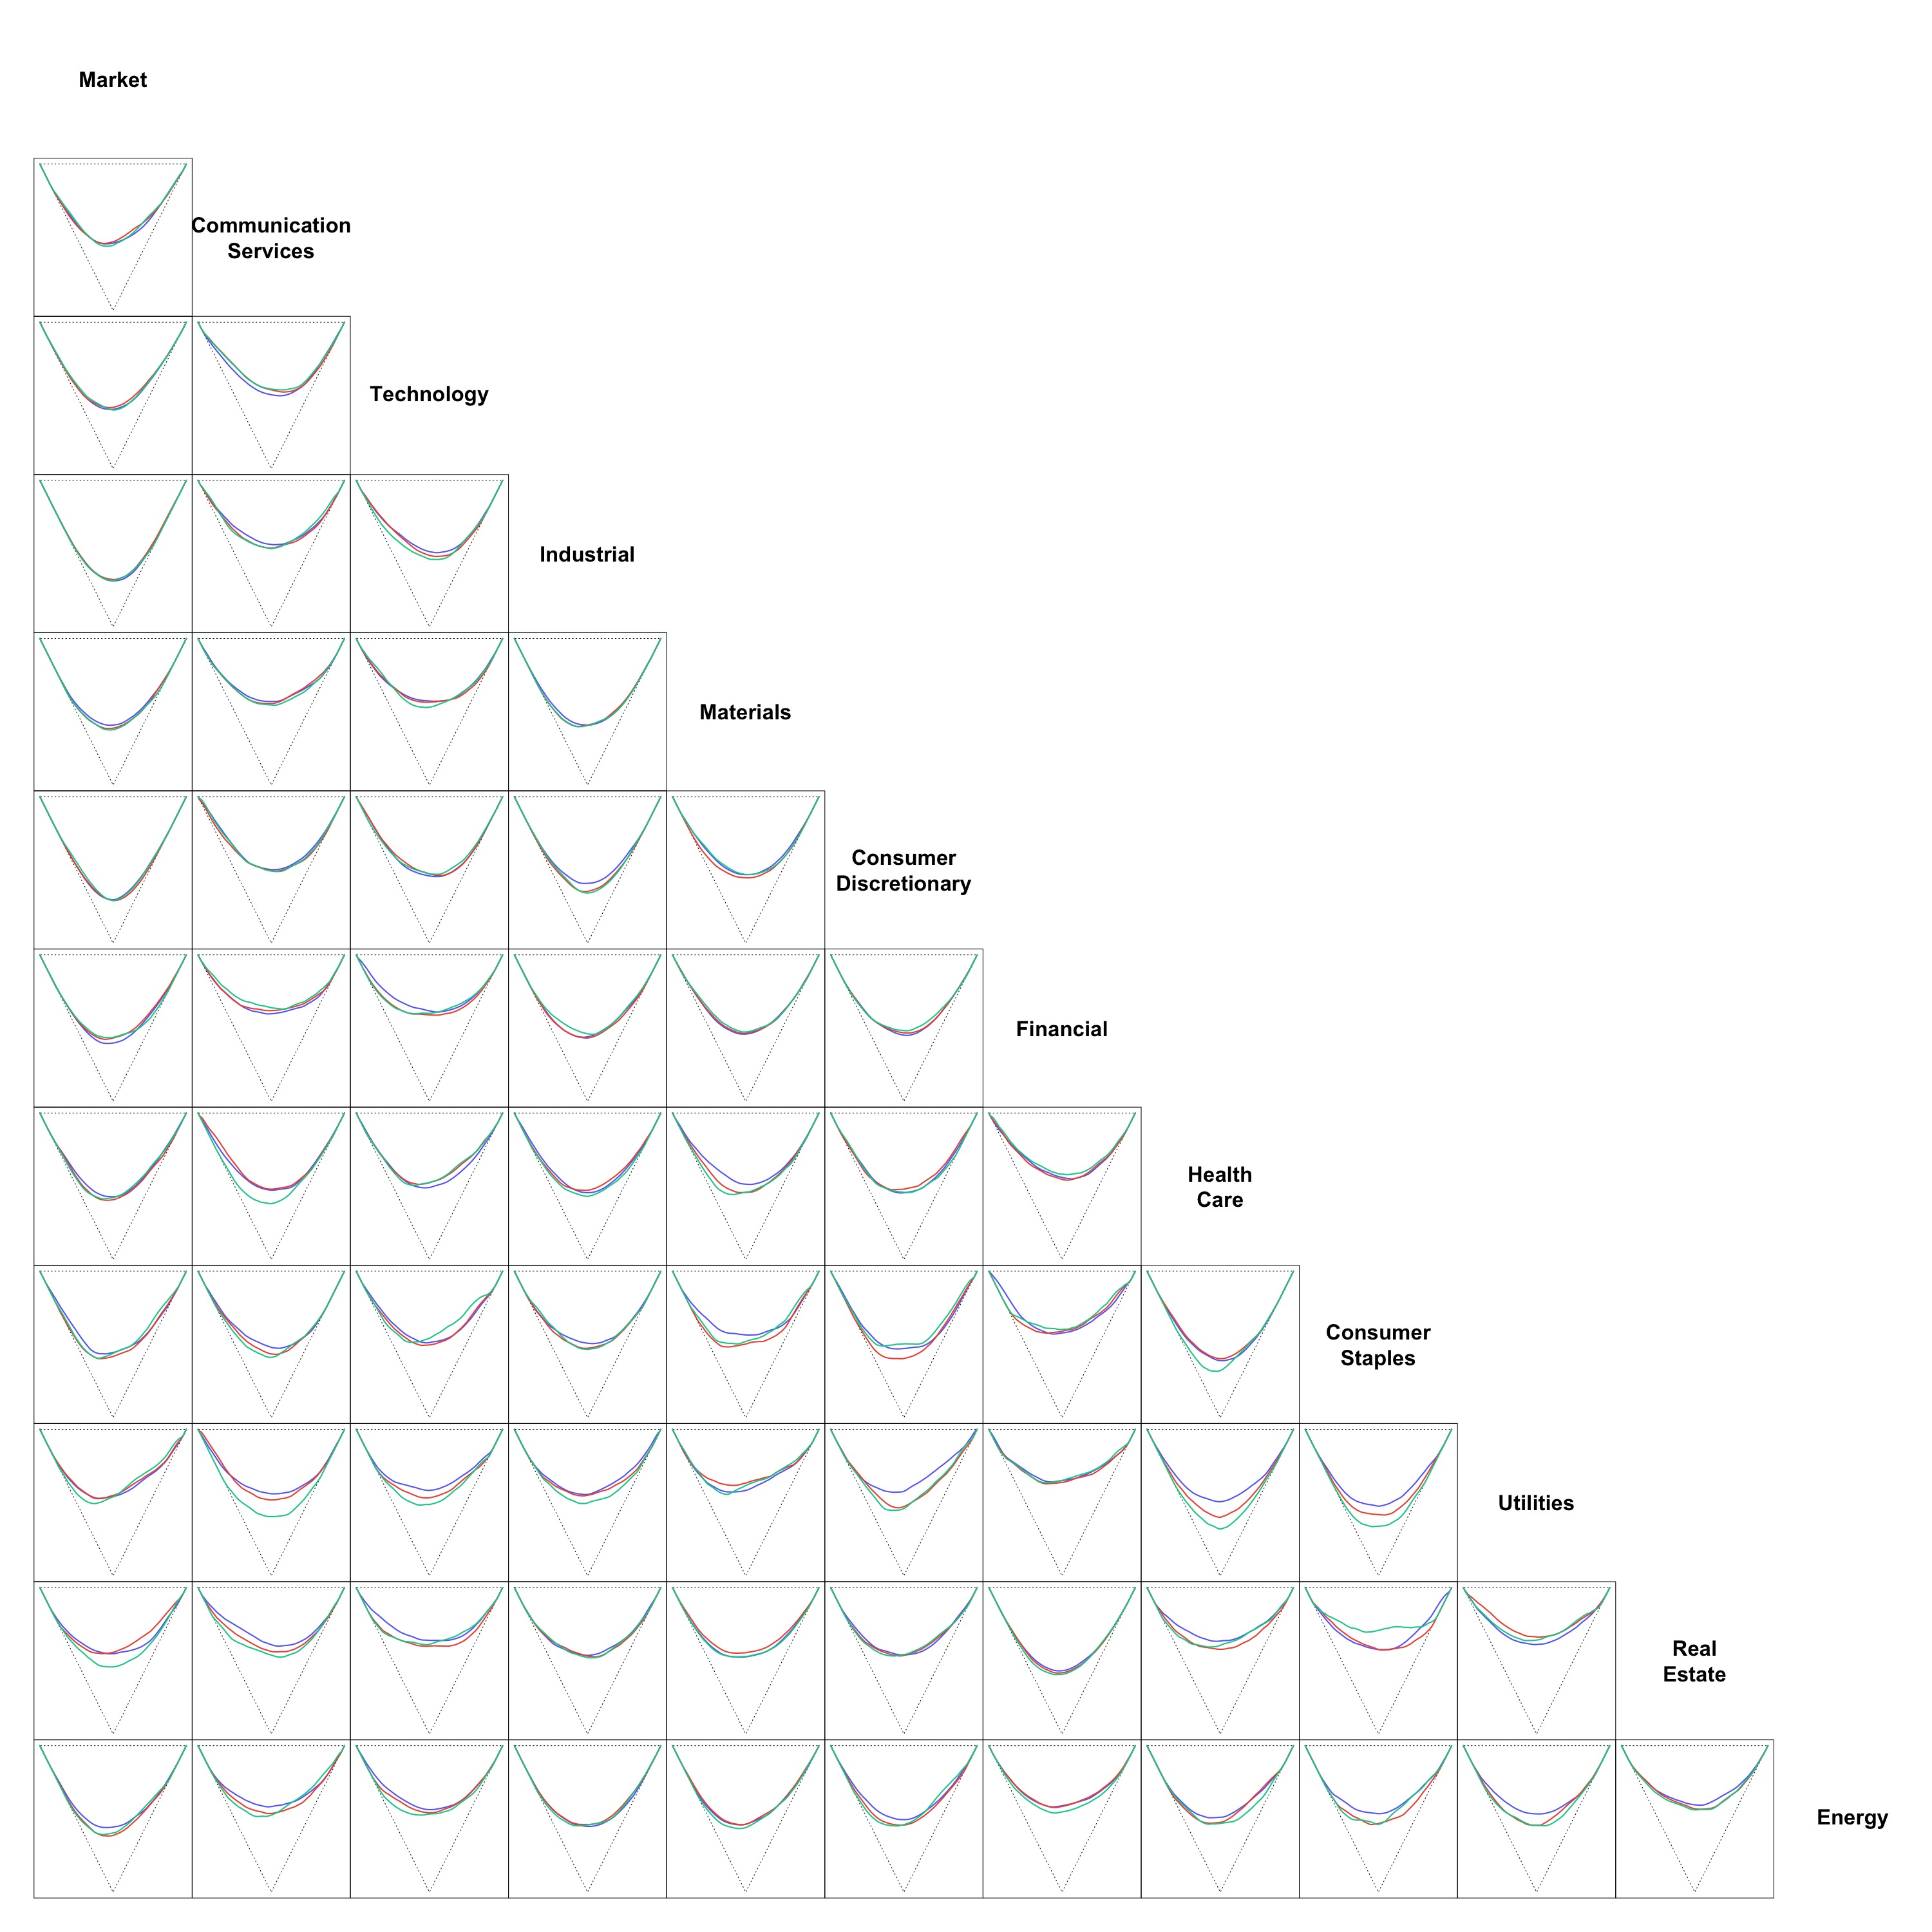 Market
Communication
Services
Technology
Industrial
Materials
Consumer
Discretionary
Financial
Health
Care
Consumer
Staples
Utilities
Real
Estate
Energy